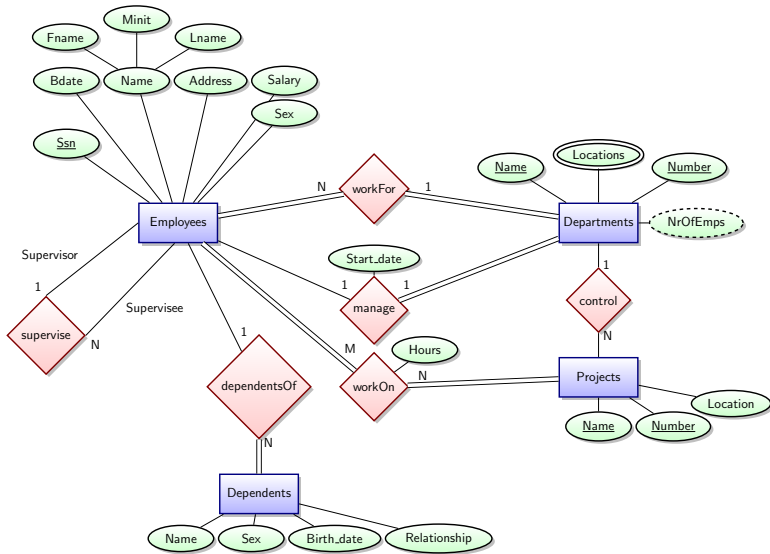 Minit
Fname
Lname
Bdate
Name
Address
Salary
Sex
Ssn
Locations
Name
Number
N
workFor
1
Employees
Departments
NrOfEmps
Supervisor
Start_date
1
1
manage
1
control
1
Supervisee
supervise
N
N
1
M
Hours
dependentsOf
workOn
N
Projects
Location
Name
Number
N
Dependents
Name
Sex
Birth_date
Relationship